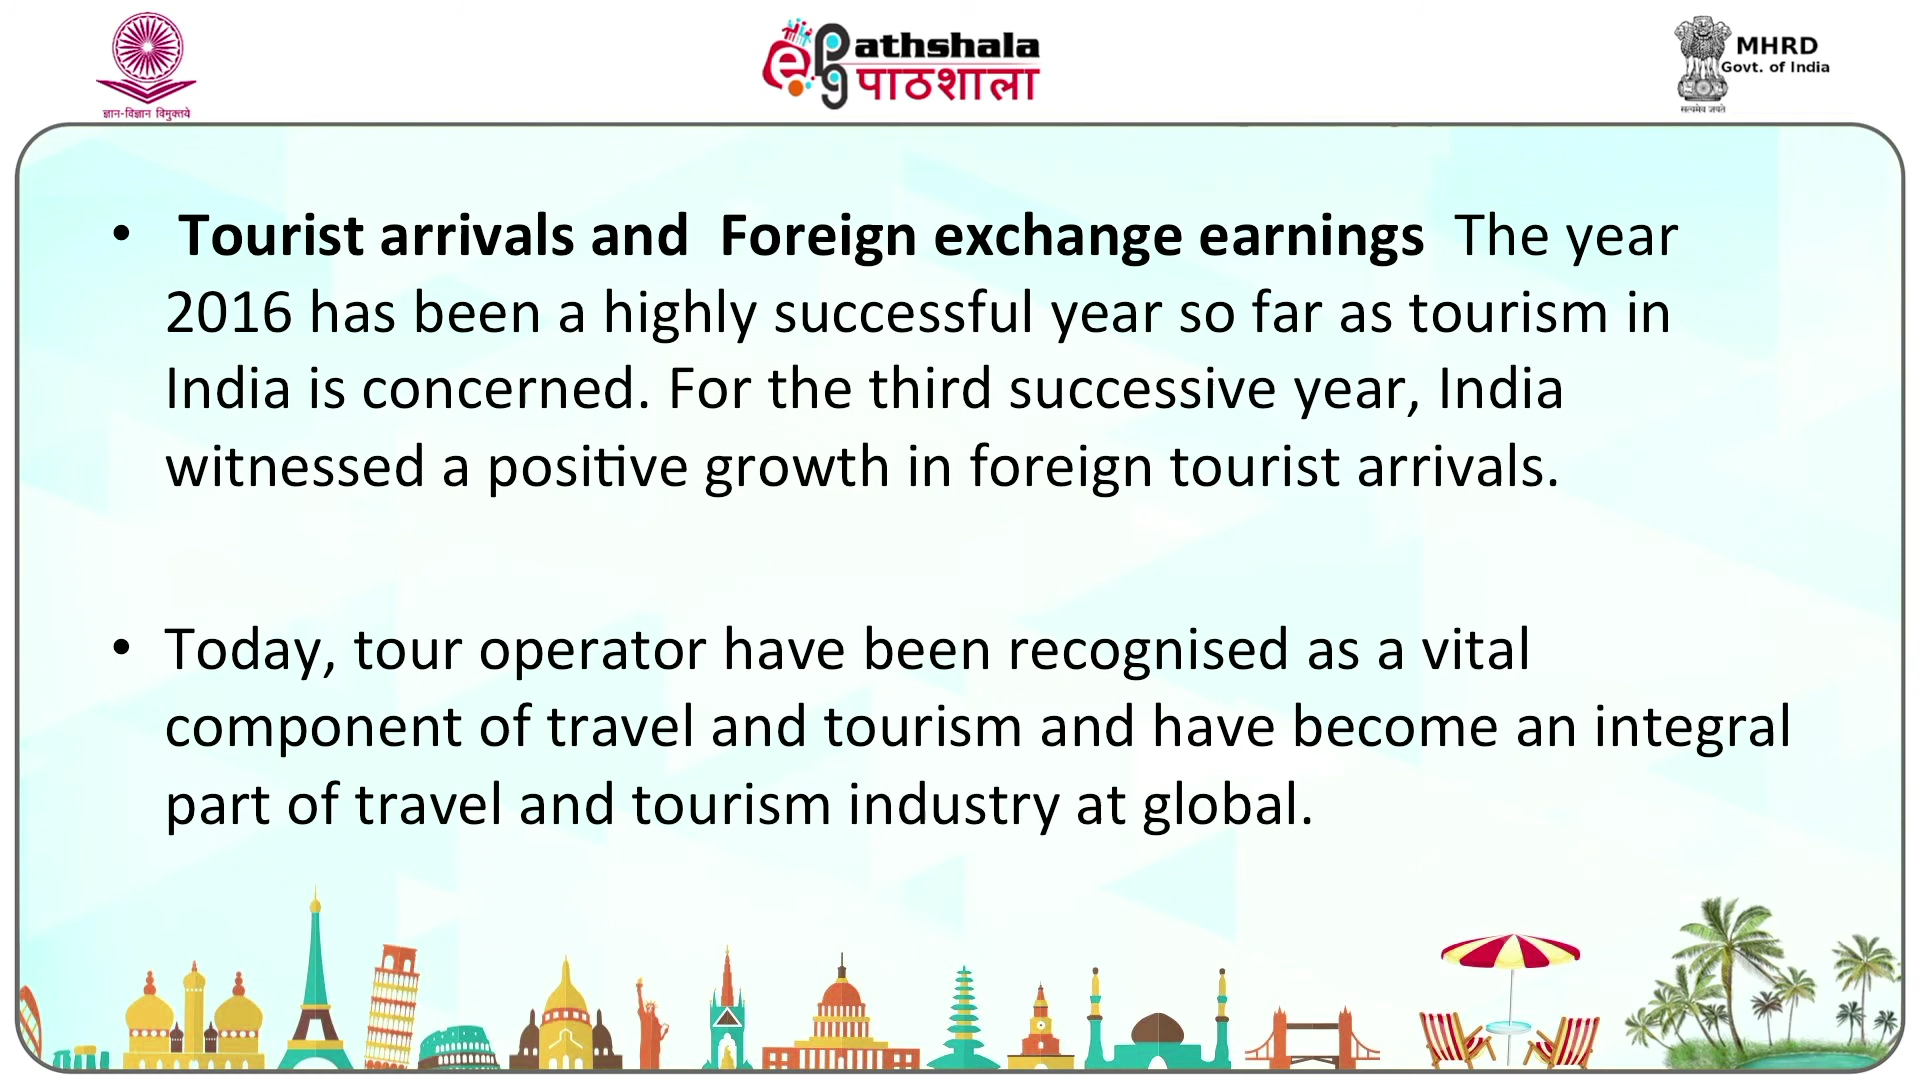 ज्ञान-विज्ञान विमुक्तये
e pg Pathshala
पाठशाला
MHRD
Govt. of India
सत्यमेव जयते
• Tourist arrivals and Foreign exchange earnings The year
2016 has been a highly successful year so far as tourism in
India is concerned. For the third successive year, India
witnessed a positive growth in foreign tourist arrivals.
• Today, tour operator have been recognised as a vital
component of travel and tourism and have become an integral
part of travel and tourism industry at global.